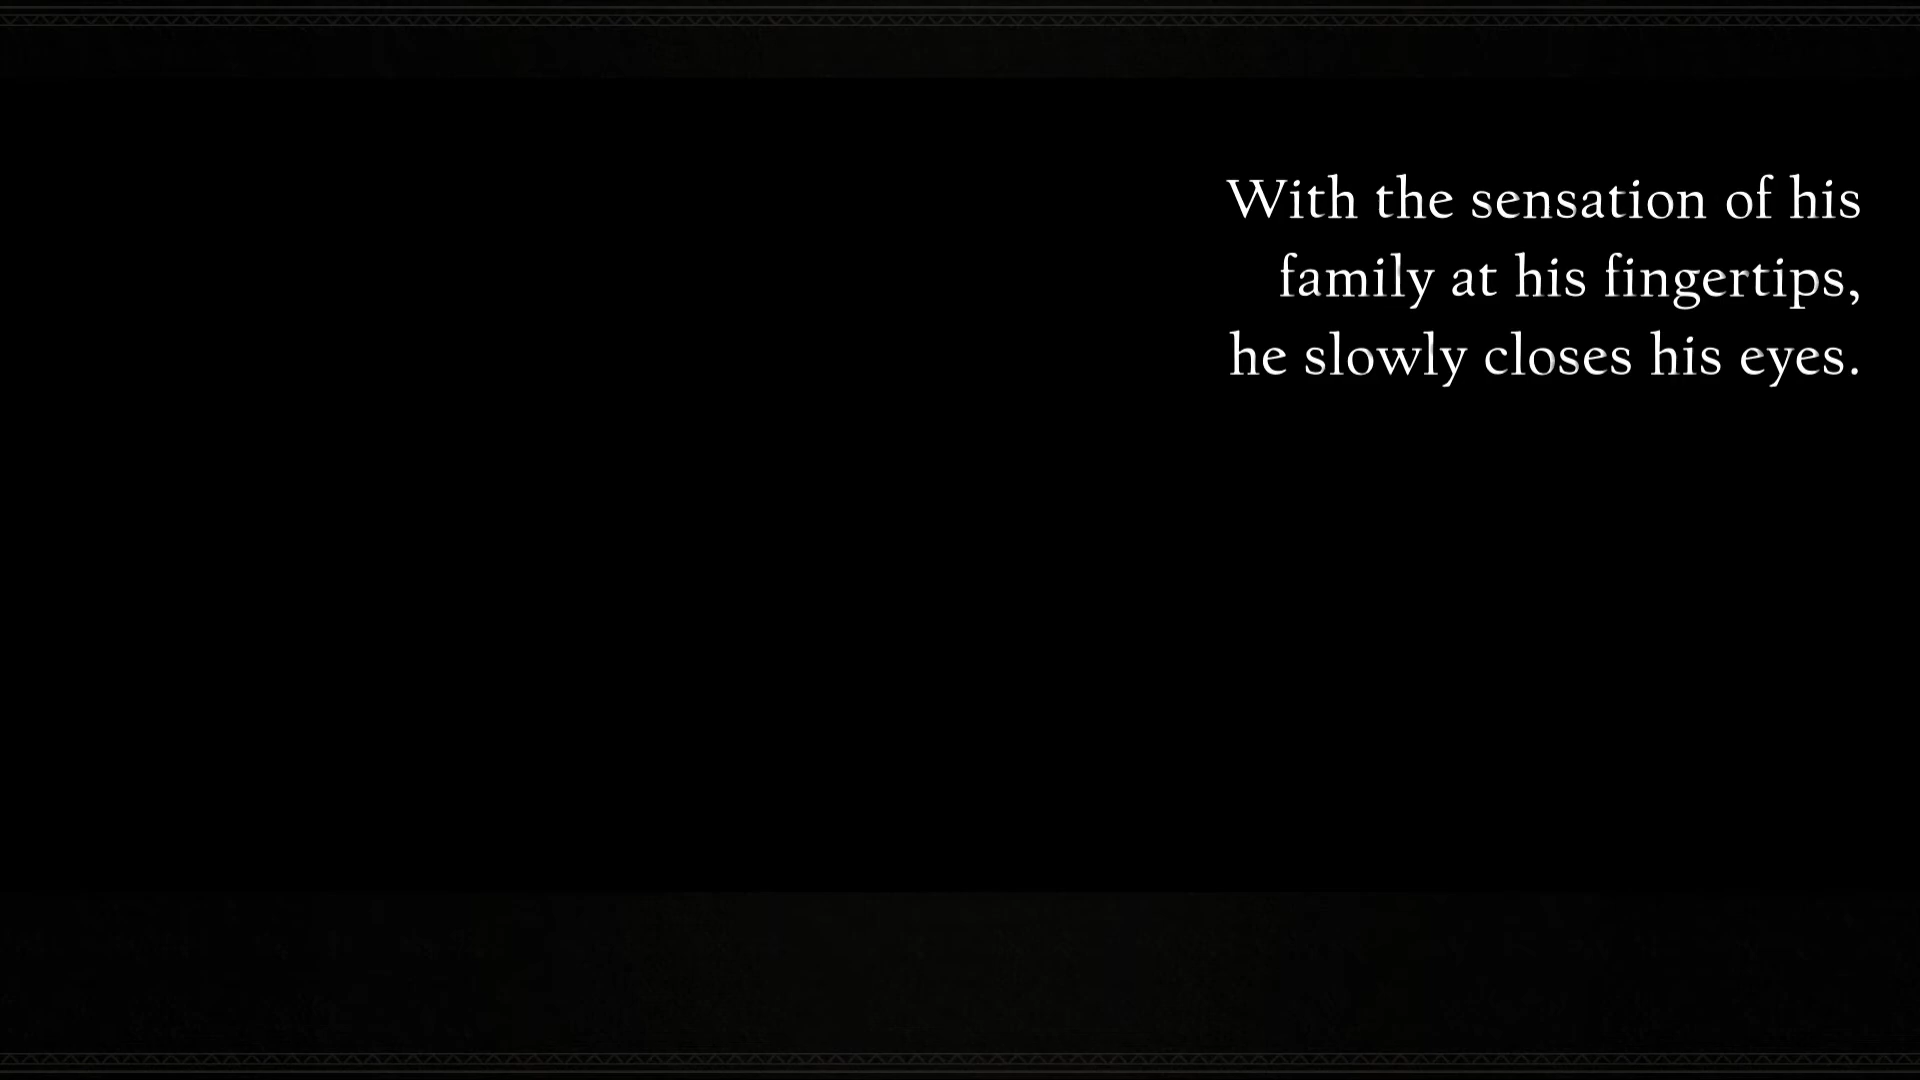 With the sensation of his
family at his fingertips,
he slowly closes his eyes.